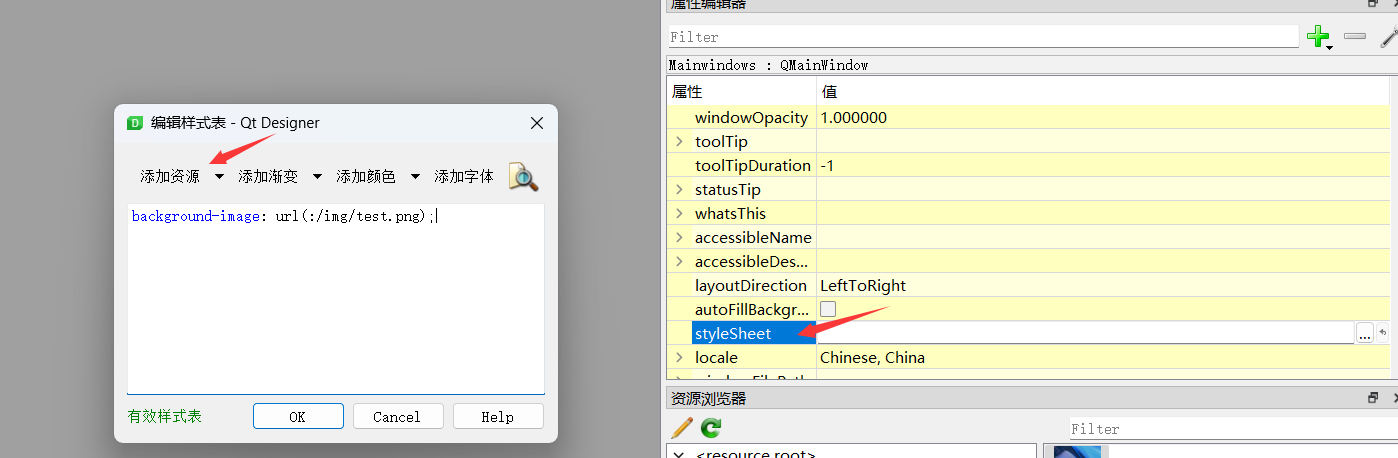 属性编辑器
Filter
Mainwindows : QMainWindow
属性 值
windowOpacity 1.000000
toolTip
toolTipDuration -1
statusTip
whatsThis
accessibleName
accessibleDes...
layoutDirection LeftToRight
autoFillBackgr...
styleSheet ...
locale Chinese, China
资源浏览器
Filter
<resource root>
编辑样式表 - Qt Designer
添加资源 添加渐变 添加颜色 添加字体
background-image: url(:/img/test.png);
有效样式表 OK Cancel Help